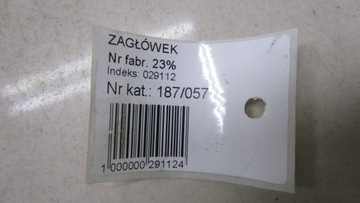 ZAGŁÓWEK
Nr fabr. 23%
Indeks: 029112
Nr kat.: 187/057
1 000000 291124